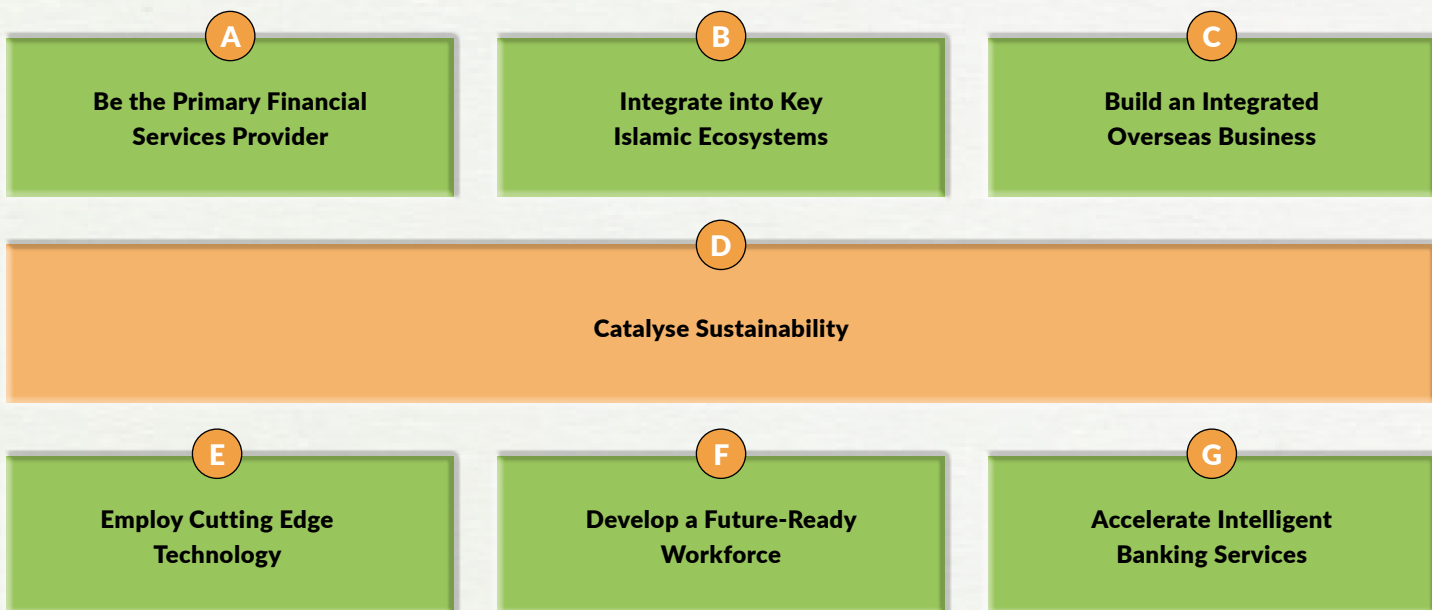 A
Be the Primary Financial
Services Provider
B
Integrate into Key
Islamic Ecosystems
C
Build an Integrated
Overseas Business
D
Catalyse Sustainability
E
Employ Cutting Edge
Technology
F
Develop a Future-Ready
Workforce
G
Accelerate Intelligent
Banking Services